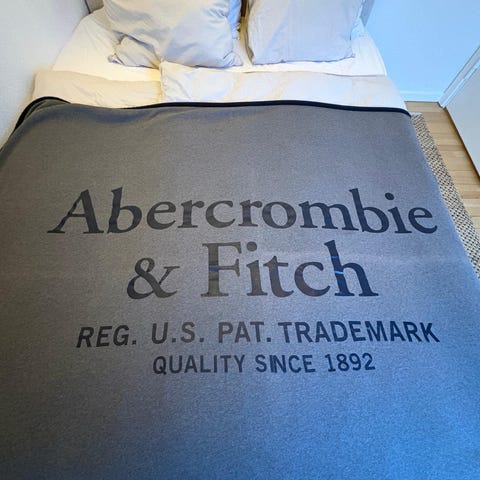 Abercrombie
& Fitch
REG. U.S. PAT. TRADEMARK
QUALITY SINCE 1892